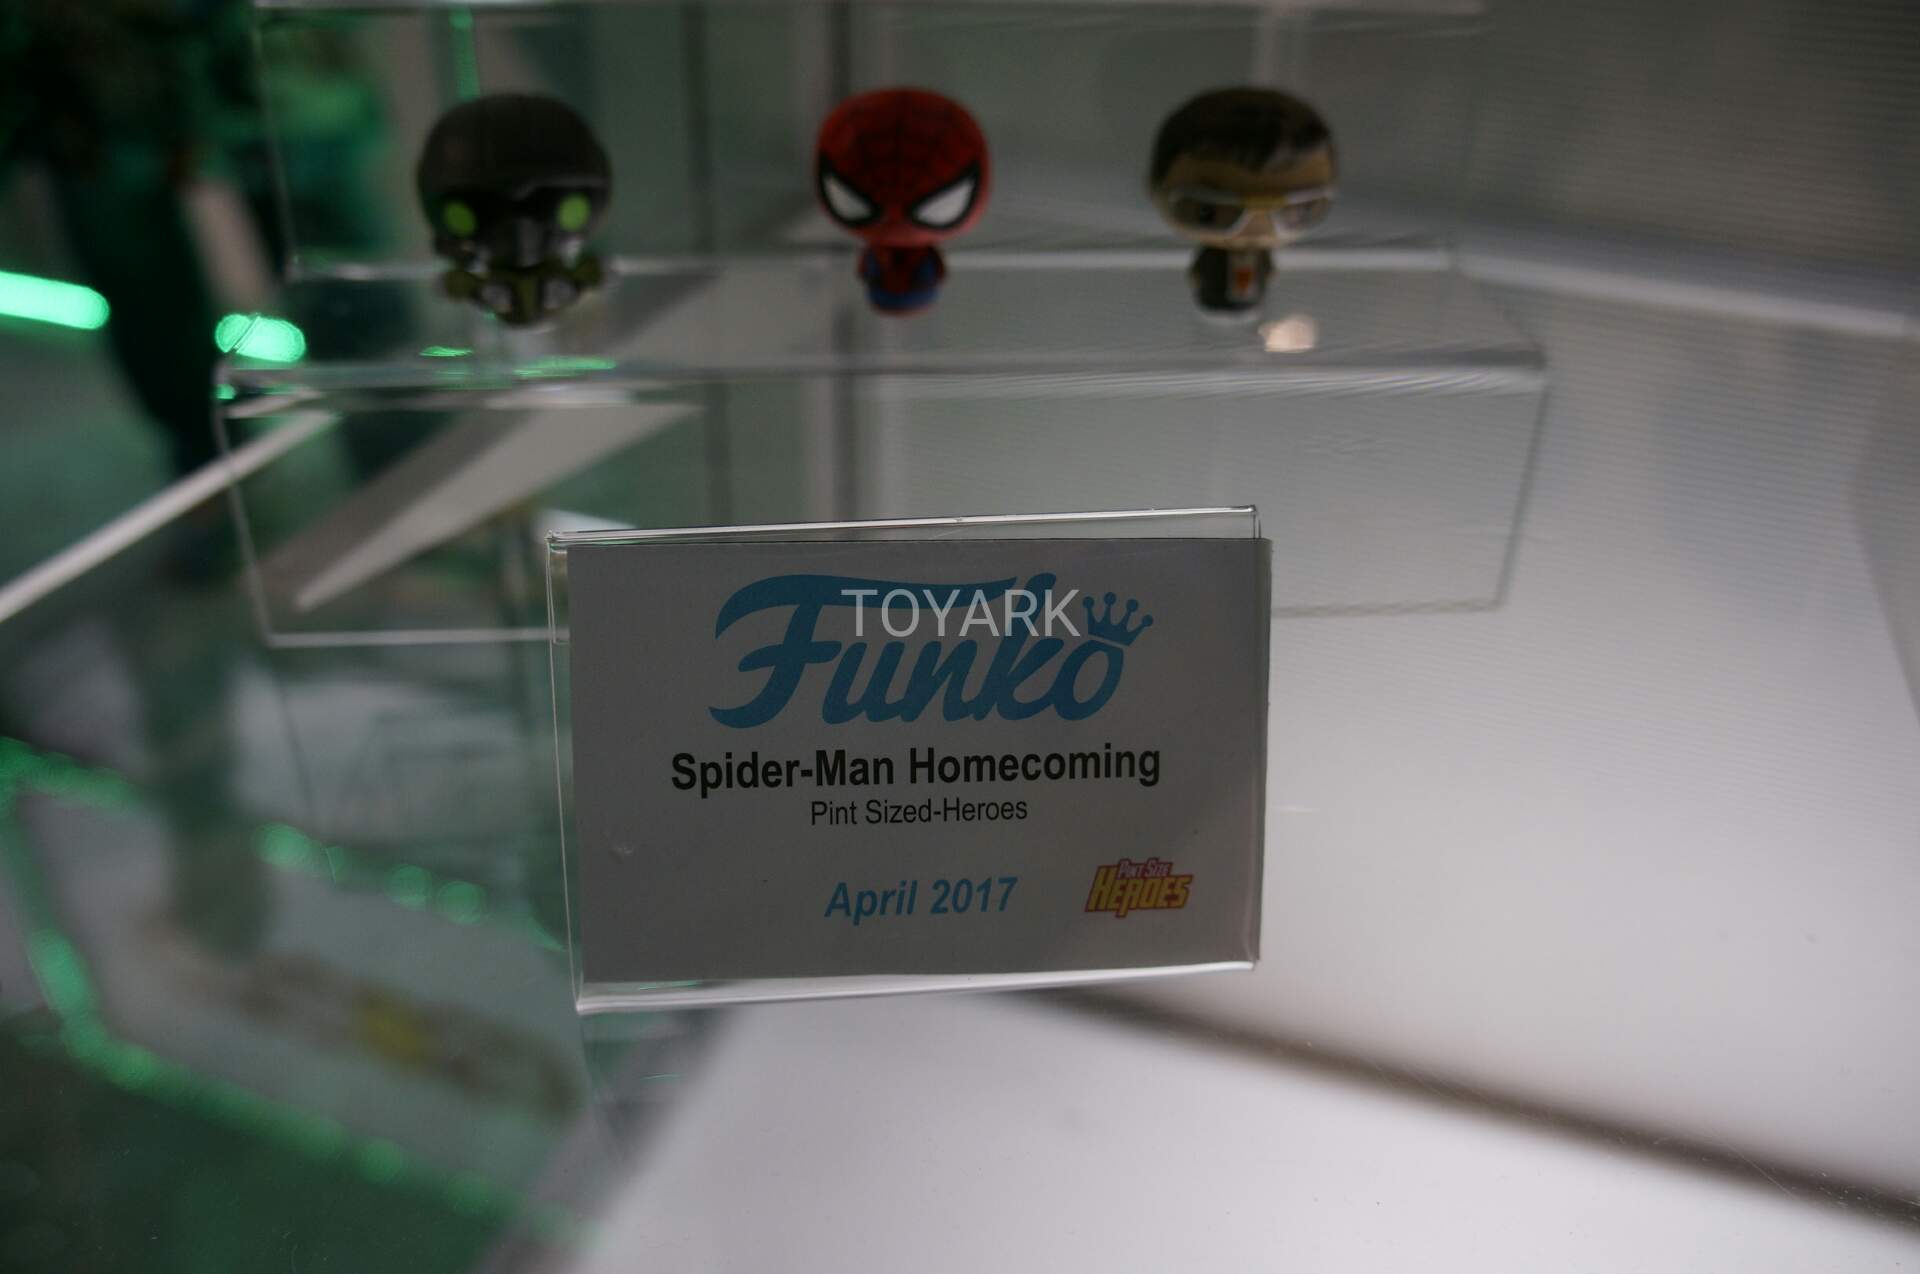 TOYARK
Funko
Spider-Man Homecoming
Pint Sized-Heroes
April 2017
PINT SIZE
HEROES